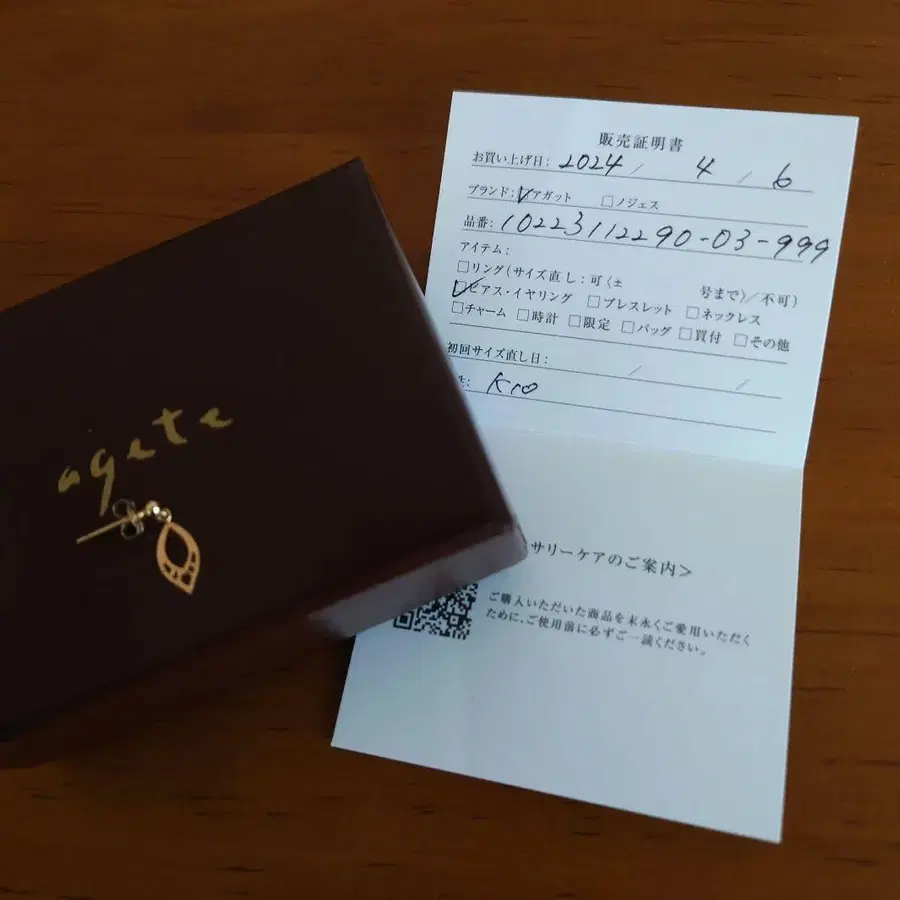 agete
販売証明書
お買い上げ日: 2024 / 4 / 6
ブランド: アガット □ノジェス
品番: 10223112290-03-999
アイテム:
□リング(サイズ直し:可〈± 号まで〉/不可)
ピアス・イヤリング □ブレスレット □ネックレス
□チャーム □時計 □限定 □バッグ □買付 □その他
初回サイズ直し日: / /
: K10
サリーケアのご案内>
ご購入いただいた商品を末永くご愛用いただく
ために、ご使用前に必ずご一読ください。